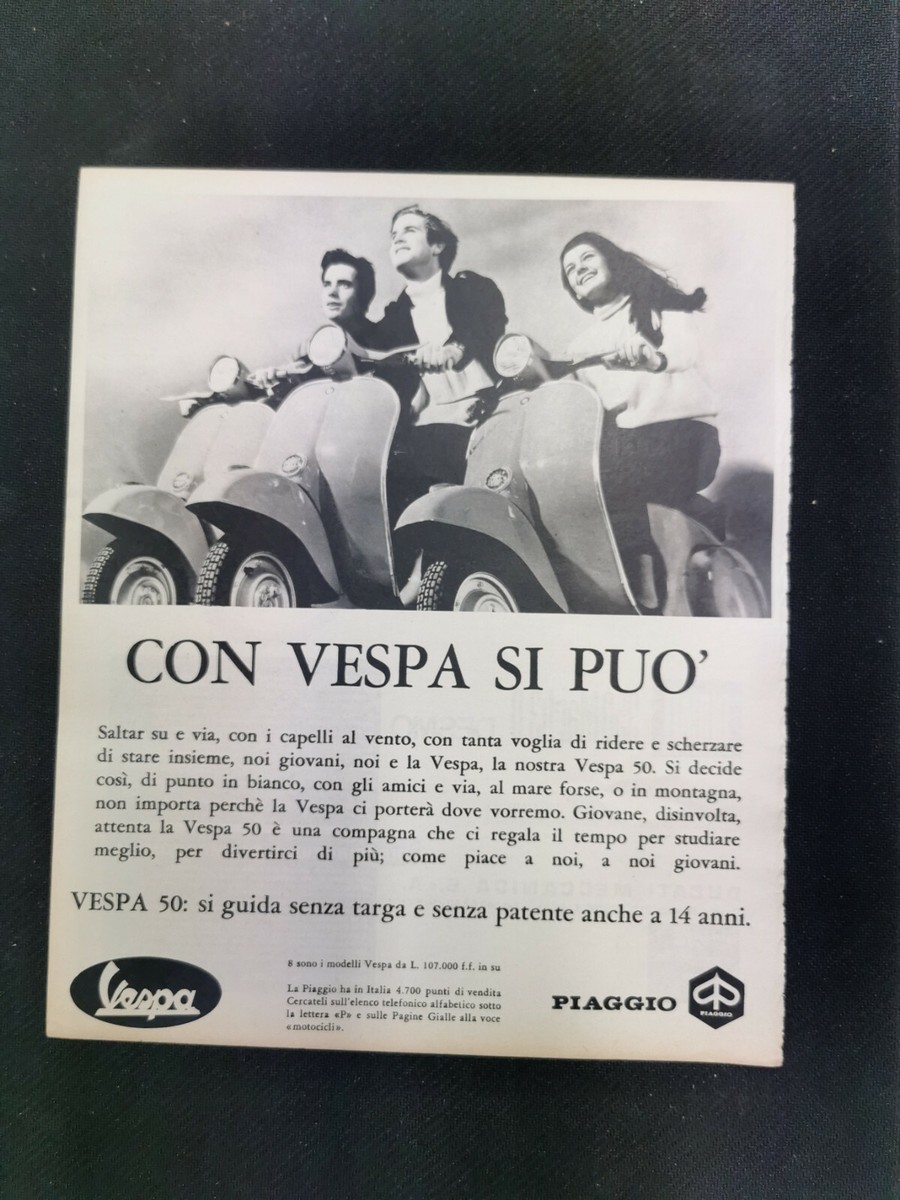 CON VESPA SI PUO'
Saltar su e via, con i capelli al vento, con tanta voglia di ridere e scherzare
di stare insieme, noi giovani, noi e la Vespa, la nostra Vespa 50. Si decide
così, di punto in bianco, con gli amici e via, al mare forse, o in montagna,
non importa perchè la Vespa ci porterà dove vorremo. Giovane, disinvolta,
attenta la Vespa 50 è una compagna che ci regala il tempo per studiare
meglio, per divertirci di più; come piace a noi, a noi giovani.
VESPA 50: si guida senza targa e senza patente anche a 14 anni.
Vespa
8 sono i modelli Vespa da L. 107.000 f.f. in su
La Piaggio ha in Italia 4.700 punti di vendita
Cercateli sull'elenco telefonico alfabetico sotto
la lettera «P» e sulle Pagine Gialle alla voce
«motocicli».
PIAGGIO
PIAGGIO